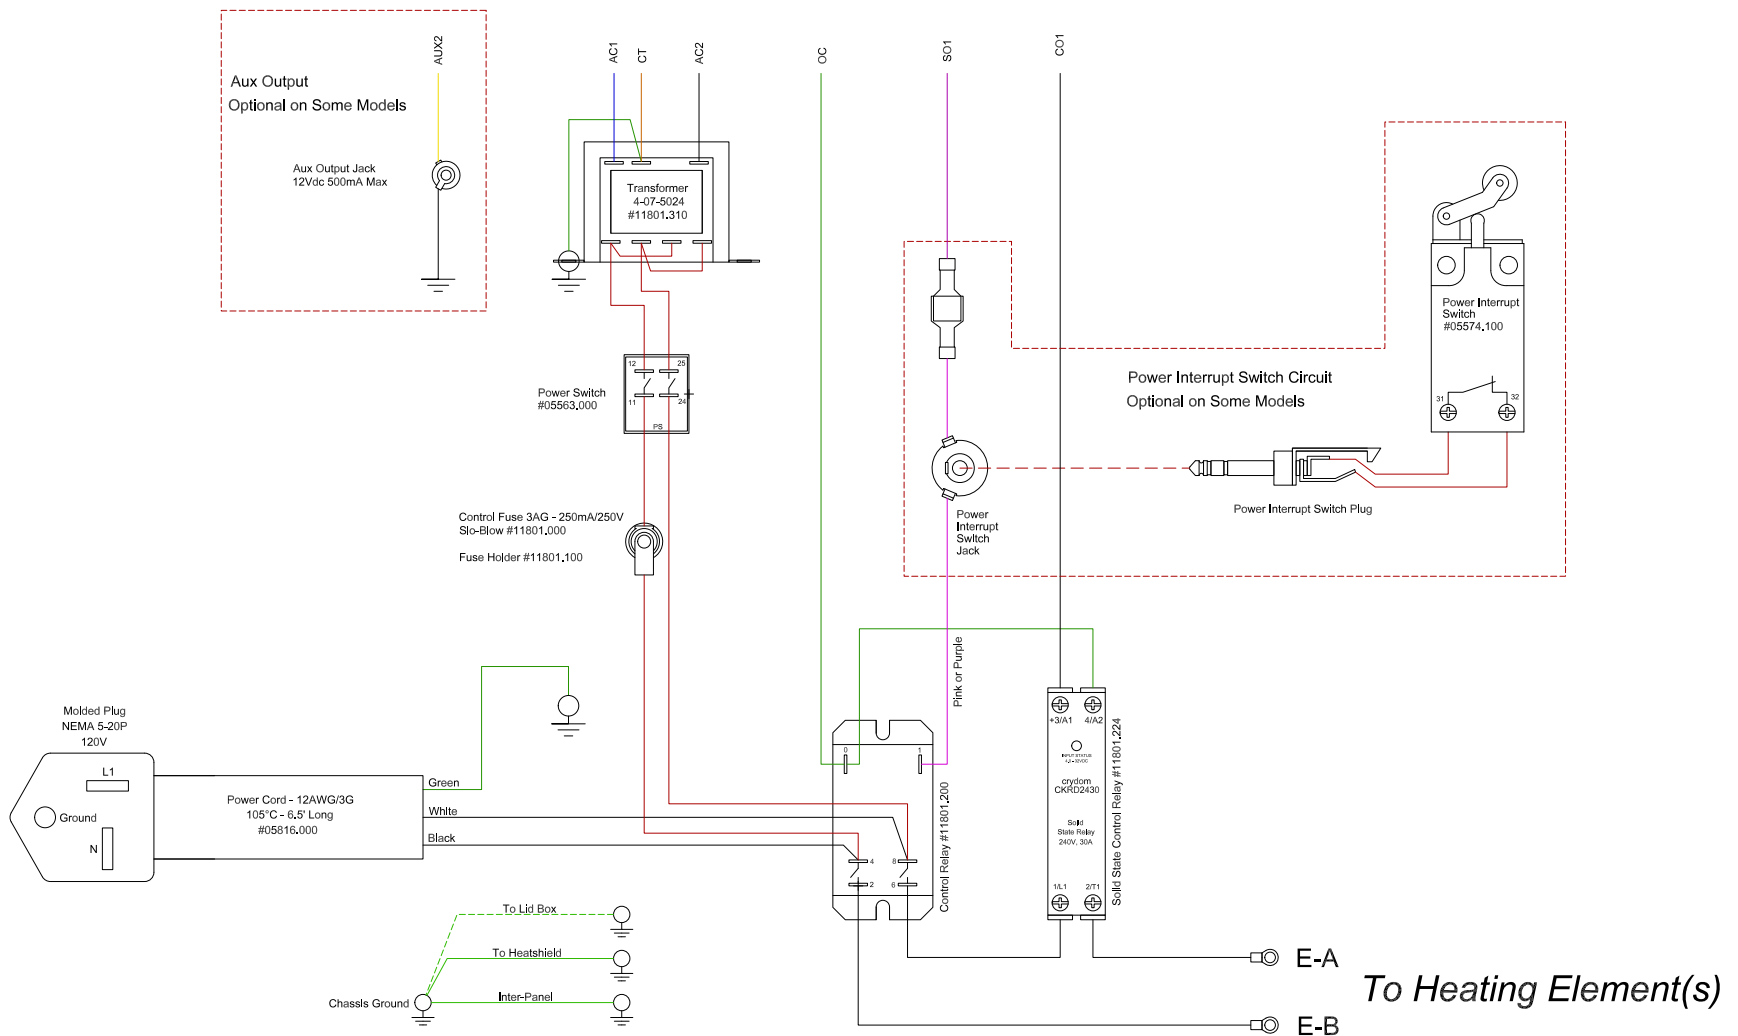 AUX2
AC1
CT
AC2
OC
SO1
CO1
Aux Output
Optional on Some Models
Aux Output Jack
12Vdc 500mA Max
Transformer
4-07-5024
#11801.310
Power Interrupt
Switch
#05574.100
31
32
12
25
11
24
PS
Power Switch
#05563.000
Power Interrupt Switch Circuit
Optional on Some Models
Power Interrupt Switch Plug
Power
Interrupt
Switch
Jack
Control Fuse 3AG - 250mA/250V
Slo-Blow #11801.000
Fuse Holder #11801.100
Pink or Purple
Molded Plug
NEMA 5-20P
120V
L1
Ground
N
Power Cord - 12AWG/3G
105°C - 6.5' Long
#05816.000
Green
White
Black
0
1
4
8
2
6
Control Relay #11801.200
+3/A1
4/A2
INPUT STATUS
4.5 - 32VDC
crydom
CKRD2430
Solid
State Relay
240V, 30A
1/L1
2/T1
Solid State Control Relay #11801.224
To Lid Box
To Heatshield
Chassis Ground
Inter-Panel
E-A
To Heating Element(s)
E-B